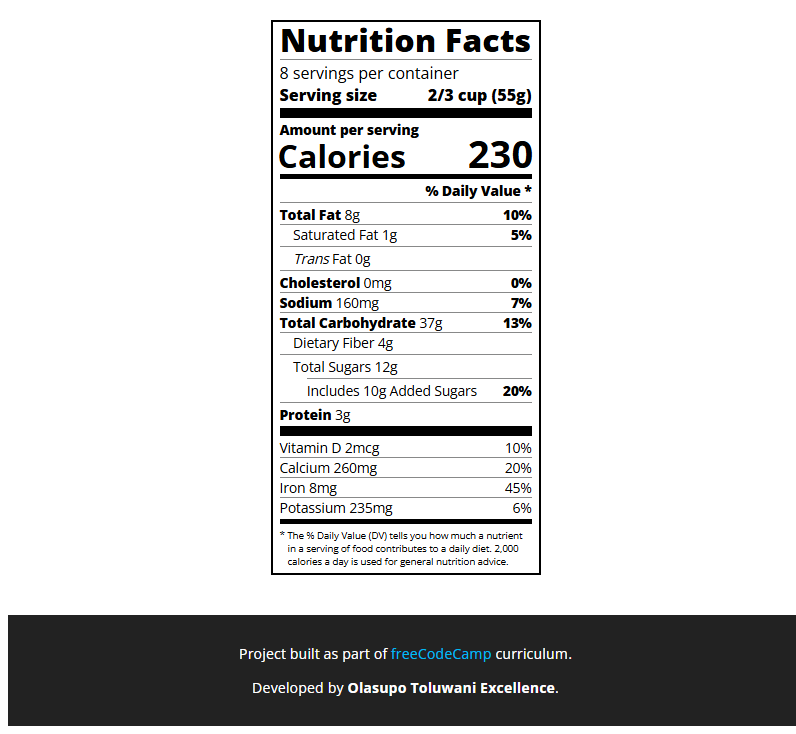 Nutrition Facts
8 servings per container
Serving size 2/3 cup (55g)
Amount per serving
Calories 230
% Daily Value *
Total Fat 8g 10%
Saturated Fat 1g 5%
Trans Fat 0g
Cholesterol 0mg 0%
Sodium 160mg 7%
Total Carbohydrate 37g 13%
Dietary Fiber 4g
Total Sugars 12g
Includes 10g Added Sugars 20%
Protein 3g
Vitamin D 2mcg 10%
Calcium 260mg 20%
Iron 8mg 45%
Potassium 235mg 6%
* The % Daily Value (DV) tells you how much a nutrient
in a serving of food contributes to a daily diet. 2,000
calories a day is used for general nutrition advice.
Project built as part of freeCodeCamp curriculum.
Developed by Olasupo Toluwani Excellence.